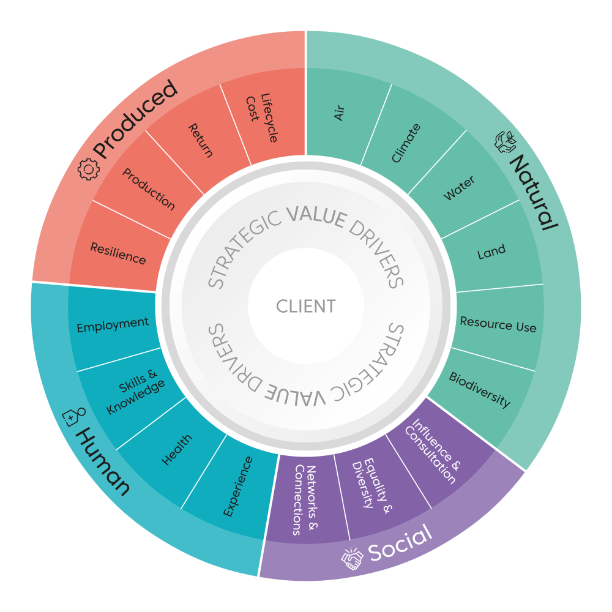 Produced
Lifecycle
Cost
Return
Production
Resilience
Natural
Air
Climate
Water
Land
Resource Use
Biodiversity
Social
Influence &
Consultation
Equality &
Diversity
Networks &
Connections
Human
Experience
Health
Skills &
Knowledge
Employment
STRATEGIC VALUE DRIVERS
CLIENT
STRATEGIC VALUE DRIVERS